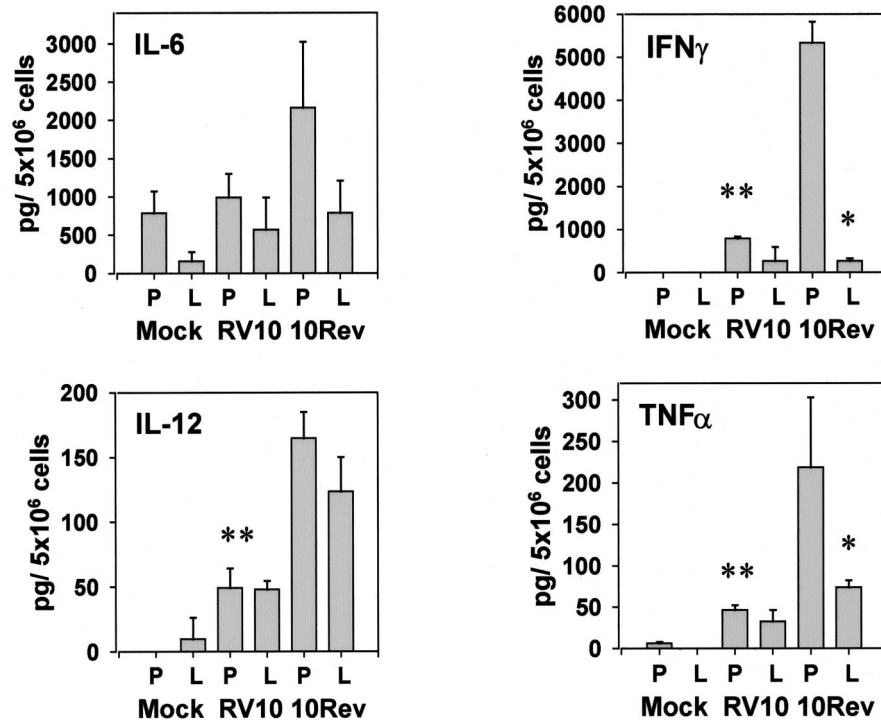 IL-6
pg/ 5x10⁶ cells
3000
2500
2000
1500
1000
500
0
P L P L P L
Mock RV10 10Rev
IFNγ
pg/ 5x10⁶ cells
6000
5000
4000
3000
2000
1000
0
**
*
P L P L P L
Mock RV10 10Rev
IL-12
pg/ 5x10⁶ cells
200
150
100
50
0
**
P L P L P L
Mock RV10 10Rev
TNFα
pg/ 5x10⁶ cells
300
250
200
150
100
50
0
**
*
P L P L P L
Mock RV10 10Rev